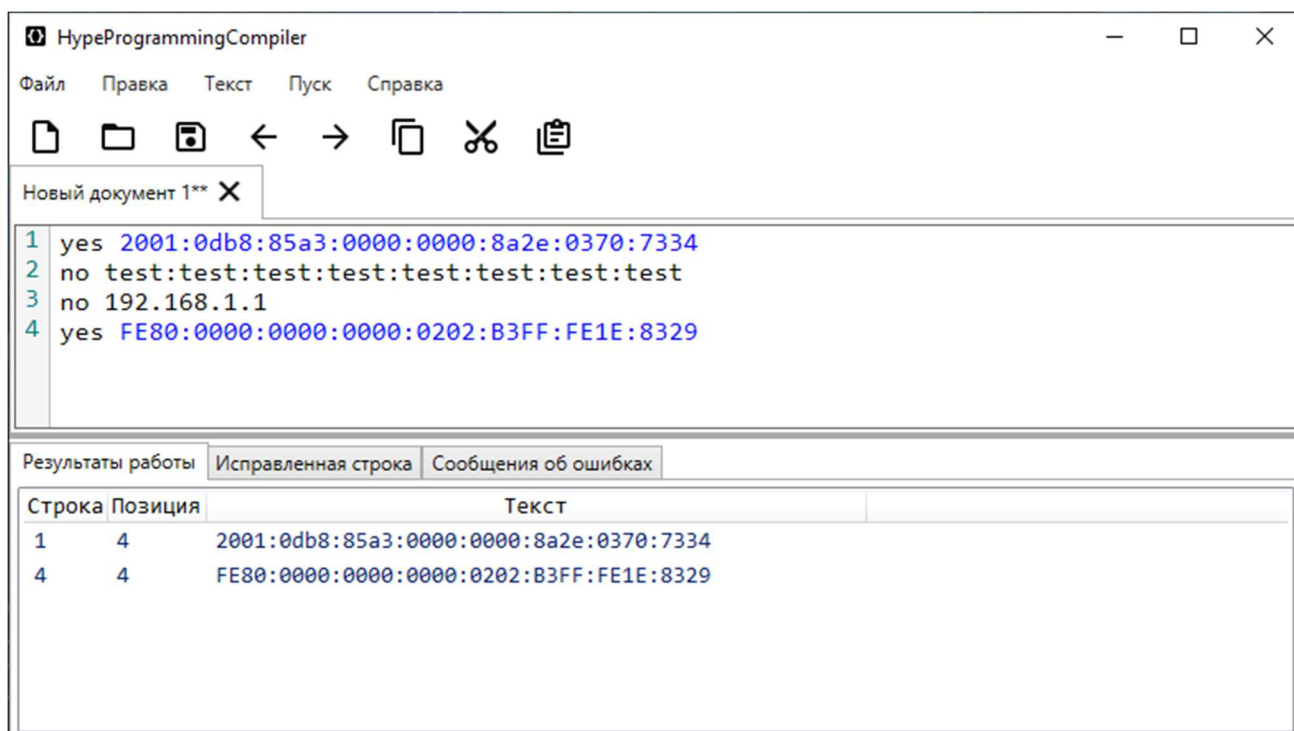 HypeProgrammingCompiler
Файл Правка Текст Пуск Справка
Новый документ 1**
1 yes 2001:0db8:85a3:0000:0000:8a2e:0370:7334
2 no test:test:test:test:test:test:test:test
3 no 192.168.1.1
4 yes FE80:0000:0000:0000:0202:B3FF:FE1E:8329
Результаты работы Исправленная строка Сообщения об ошибках
Строка Позиция Текст
1 4 2001:0db8:85a3:0000:0000:8a2e:0370:7334
4 4 FE80:0000:0000:0000:0202:B3FF:FE1E:8329